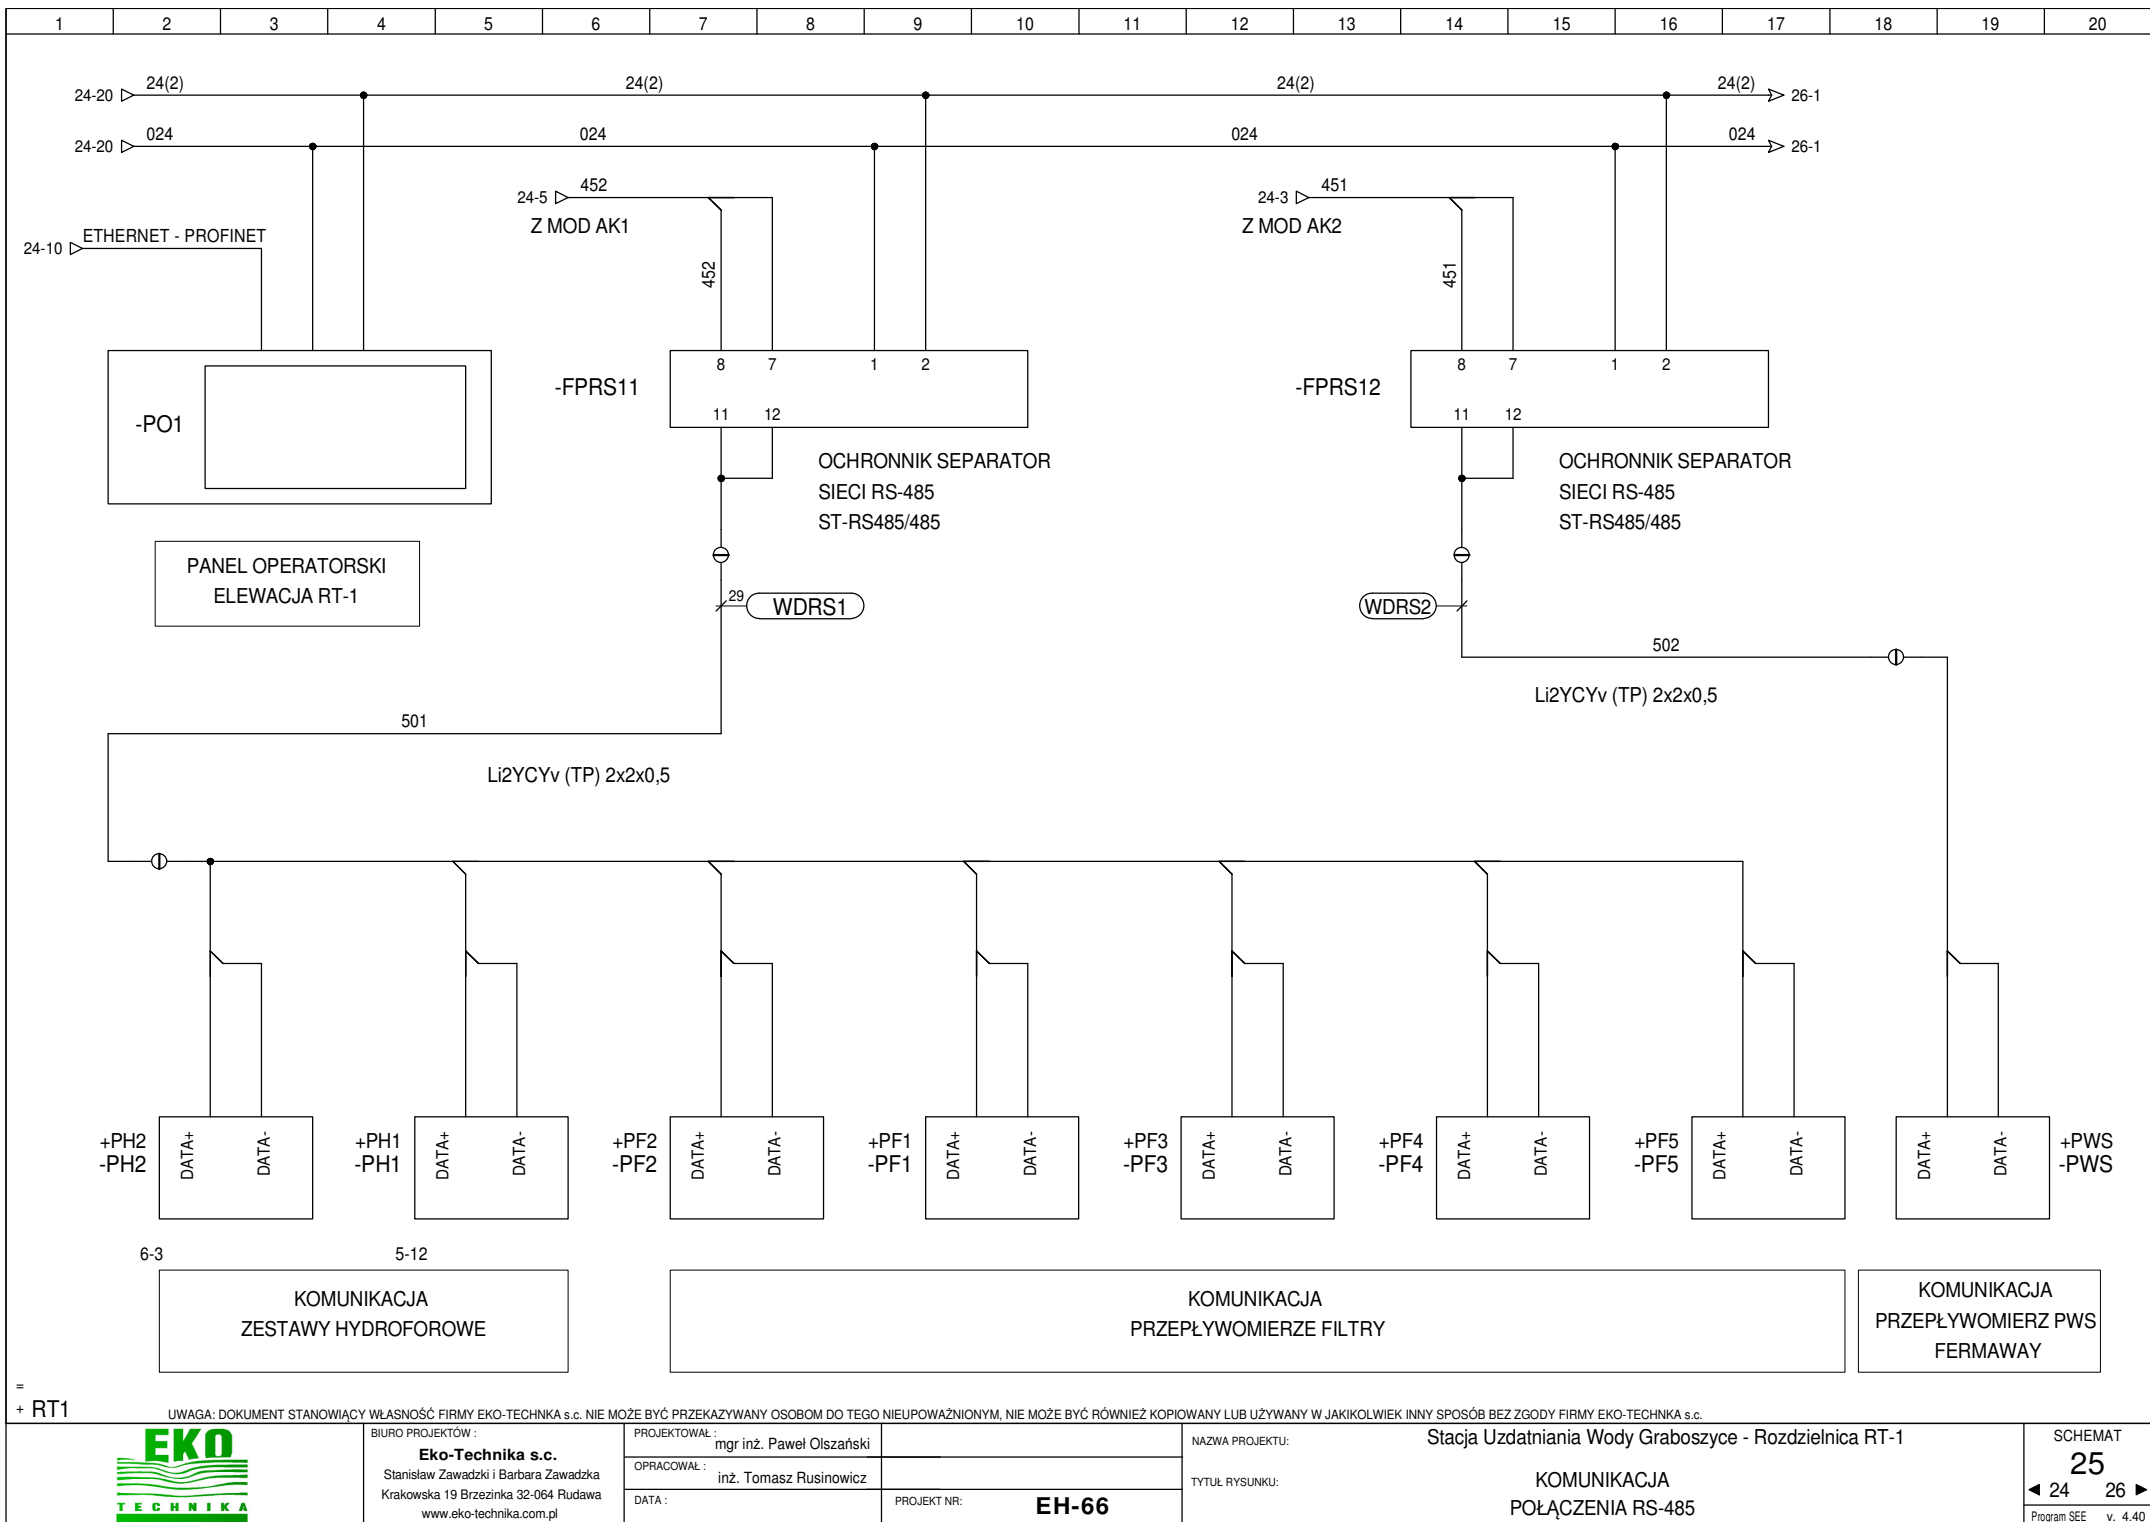 1 2 3 4 5 6 7 8 9 10 11 12 13 14 15 16 17 18 19 20
24-20 24(2) 24(2) 24(2) 24(2) 26-1
24-20 024 024 024 024 26-1
24-5 452
Z MOD AK1
24-3 451
Z MOD AK2
24-10 ETHERNET - PROFINET
452
451
-PO1
-FPRS11
8 7 1 2
11 12
-FPRS12
8 7 1 2
11 12
OCHRONNIK SEPARATOR
SIECI RS-485
ST-RS485/485
OCHRONNIK SEPARATOR
SIECI RS-485
ST-RS485/485
PANEL OPERATORSKI
ELEWACJA RT-1
29 WDRS1
WDRS2
502
Li2YCYv (TP) 2x2x0,5
501
Li2YCYv (TP) 2x2x0,5
+PH2
-PH2
DATA+ DATA-
+PH1
-PH1
DATA+ DATA-
+PF2
-PF2
DATA+ DATA-
+PF1
-PF1
DATA+ DATA-
+PF3
-PF3
DATA+ DATA-
+PF4
-PF4
DATA+ DATA-
+PF5
-PF5
DATA+ DATA-
DATA+ DATA-
+PWS
-PWS
6-3 5-12
KOMUNIKACJA
ZESTAWY HYDROFOROWE
KOMUNIKACJA
PRZEPŁYWOMIERZE FILTRY
KOMUNIKACJA
PRZEPŁYWOMIERZ PWS
FERMAWAY
=
+ RT1
UWAGA: DOKUMENT STANOWIĄCY WŁASNOŚĆ FIRMY EKO-TECHNKA s.c. NIE MOŻE BYĆ PRZEKAZYWANY OSOBOM DO TEGO NIEUPOWAŻNIONYM, NIE MOŻE BYĆ RÓWNIEŻ KOPIOWANY LUB UŻYWANY W JAKIKOLWIEK INNY SPOSÓB BEZ ZGODY FIRMY EKO-TECHNKA s.c.
EKO
TECHNIKA
BIURO PROJEKTÓW :
Eko-Technika s.c.
Stanisław Zawadzki i Barbara Zawadzka
Krakowska 19 Brzezinka 32-064 Rudawa
www.eko-technika.com.pl
PROJEKTOWAŁ :
mgr inż. Paweł Olszański
OPRACOWAŁ :
inż. Tomasz Rusinowicz
DATA :
PROJEKT NR: EH-66
NAZWA PROJEKTU: Stacja Uzdatniania Wody Graboszyce - Rozdzielnica RT-1
TYTUŁ RYSUNKU: KOMUNIKACJA
POŁĄCZENIA RS-485
SCHEMAT
25
24 26
Program SEE v. 4.40